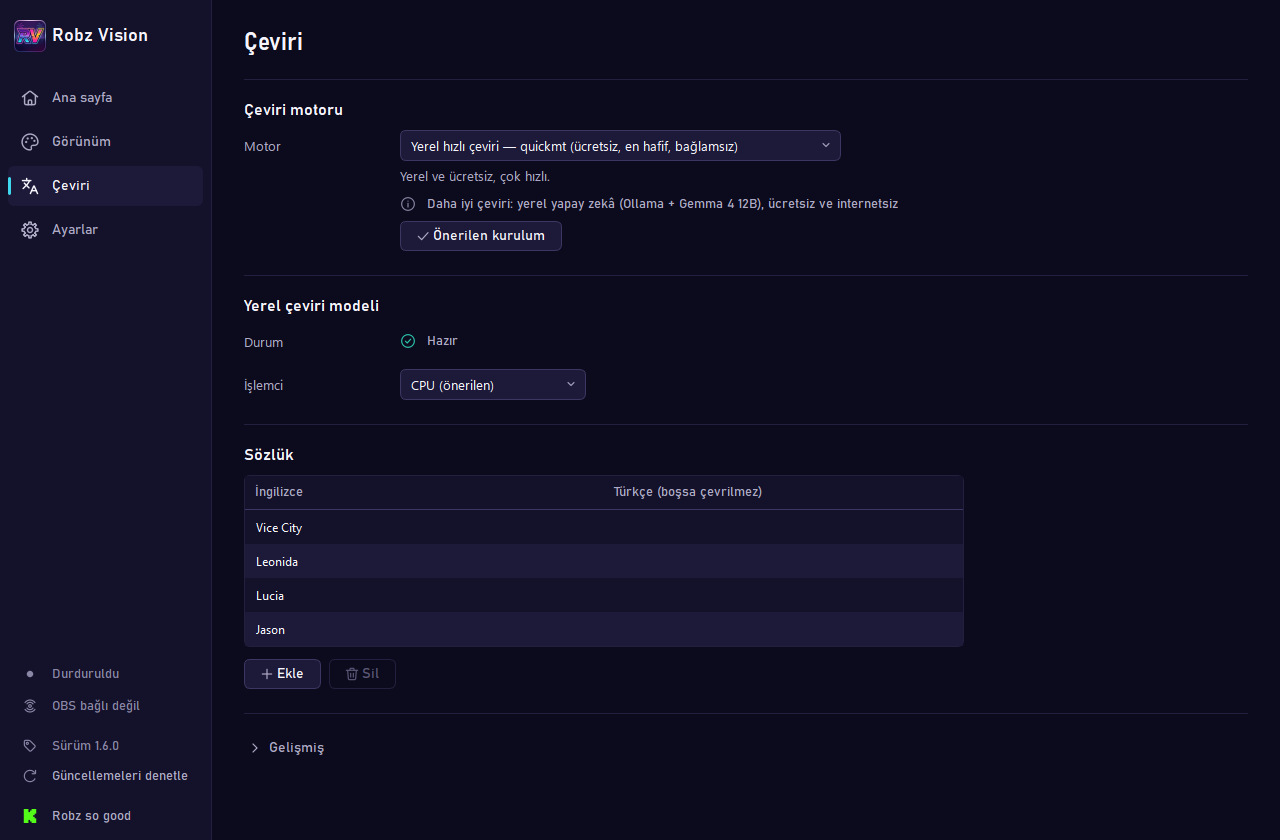 Robz Vision
Ana sayfa
Görünüm
Çeviri
Ayarlar
Durduruldu
OBS bağlı değil
Sürüm 1.6.0
Güncellemeleri denetle
Robz so good
Çeviri
Çeviri motoru
Motor
Yerel hızlı çeviri — quickmt (ücretsiz, en hafif, bağlamsız)
Yerel ve ücretsiz, çok hızlı.
Daha iyi çeviri: yerel yapay zekâ (Ollama + Gemma 4 12B), ücretsiz ve internetsiz
Önerilen kurulum
Yerel çeviri modeli
Durum
Hazır
İşlemci
CPU (önerilen)
Sözlük
İngilizce
Türkçe (boşsa çevrilmez)
Vice City
Leonida
Lucia
Jason
Ekle
Sil
Gelişmiş